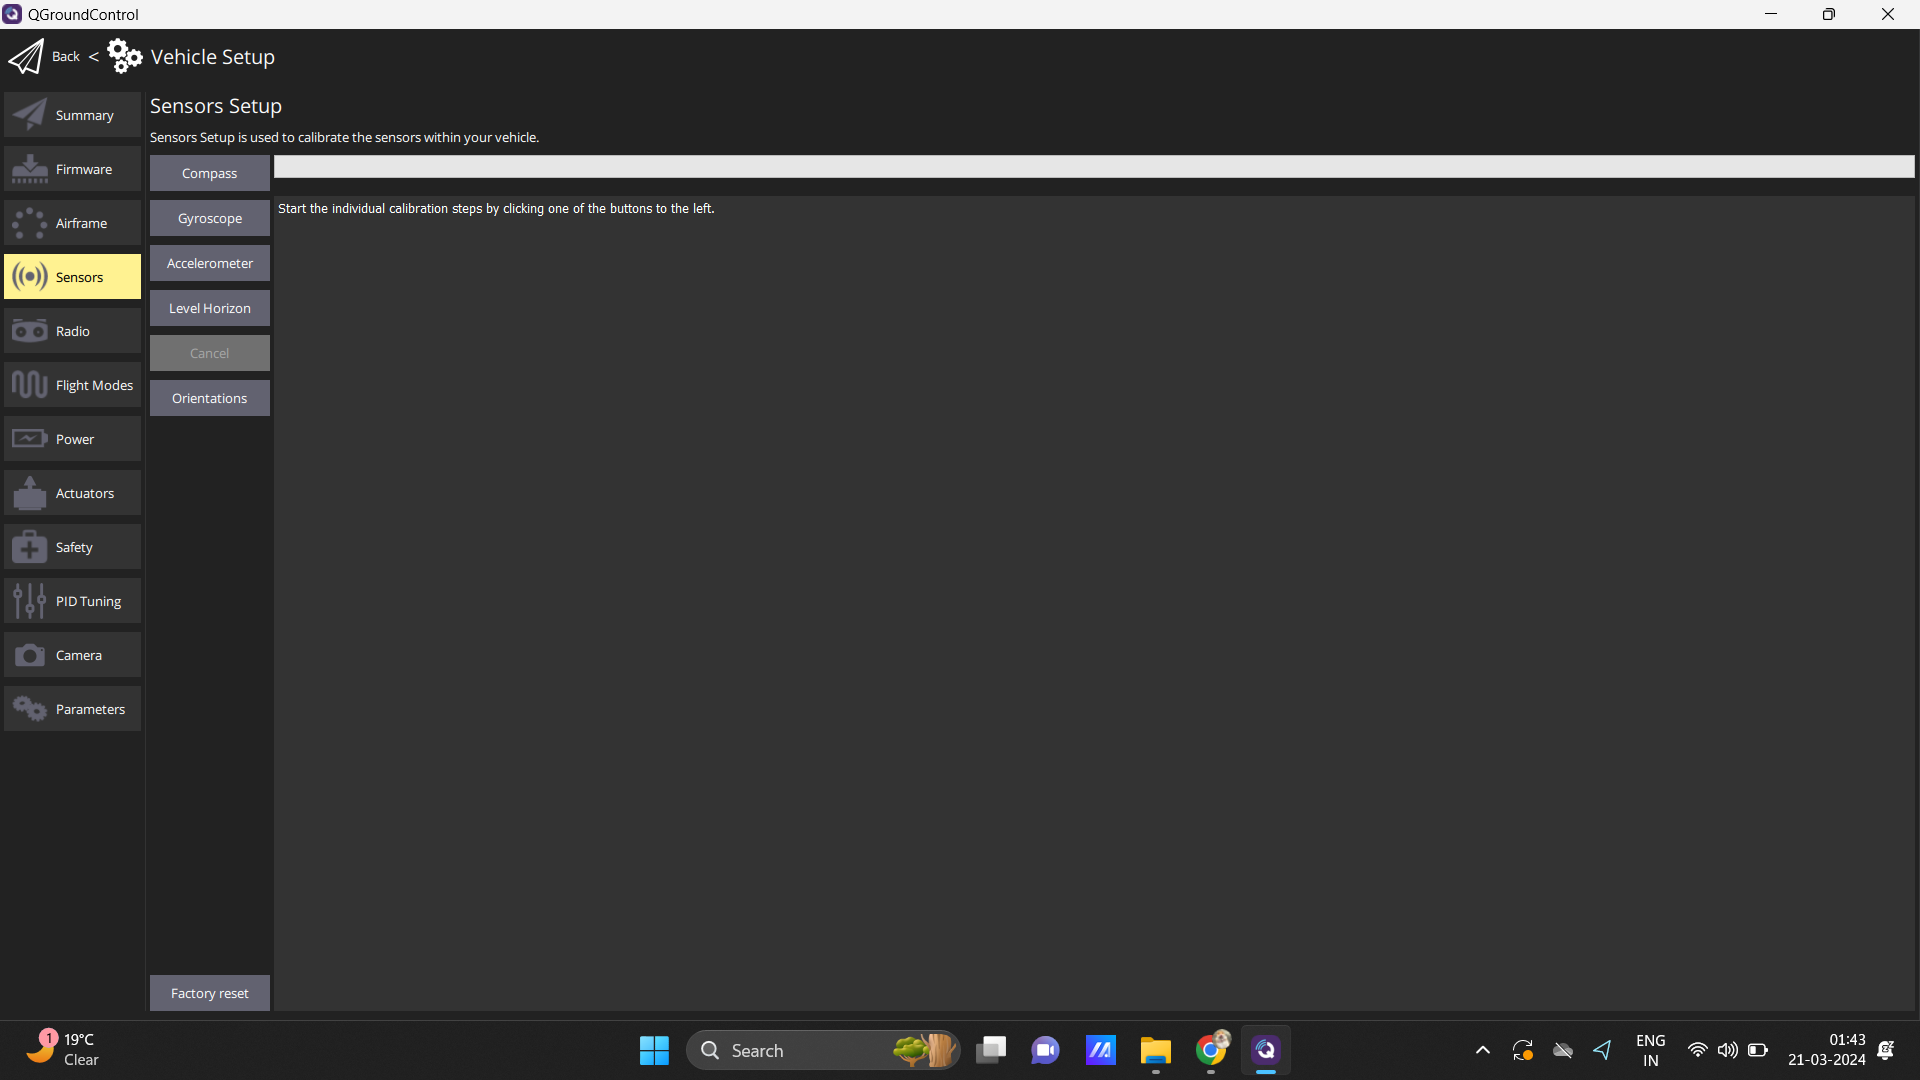 QGroundControl
Back < Vehicle Setup
Summary
Firmware
Airframe
Sensors
Radio
Flight Modes
Power
Actuators
Safety
PID Tuning
Camera
Parameters
Sensors Setup
Sensors Setup is used to calibrate the sensors within your vehicle.
Compass
Gyroscope
Accelerometer
Level Horizon
Cancel
Orientations
Factory reset
Start the individual calibration steps by clicking one of the buttons to the left.
1
19°C
Clear
Search
ENG
IN
01:43
21-03-2024